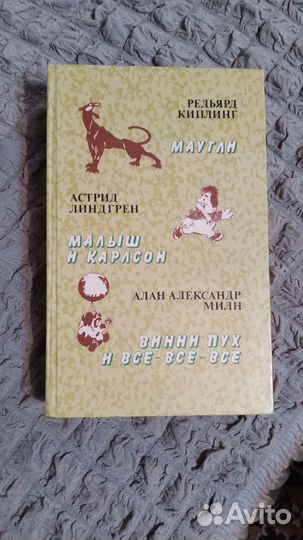 РЕДЬЯРД
КИПЛИНГ
МАУГЛИ
АСТРИД
ЛИНДГРЕН
МАЛЫШ
И КАРЛСОН
АЛАН АЛЕКСАНДР
МИЛН
ВИННИ ПУХ
И ВСЕ-ВСЕ-ВСЕ
Avito